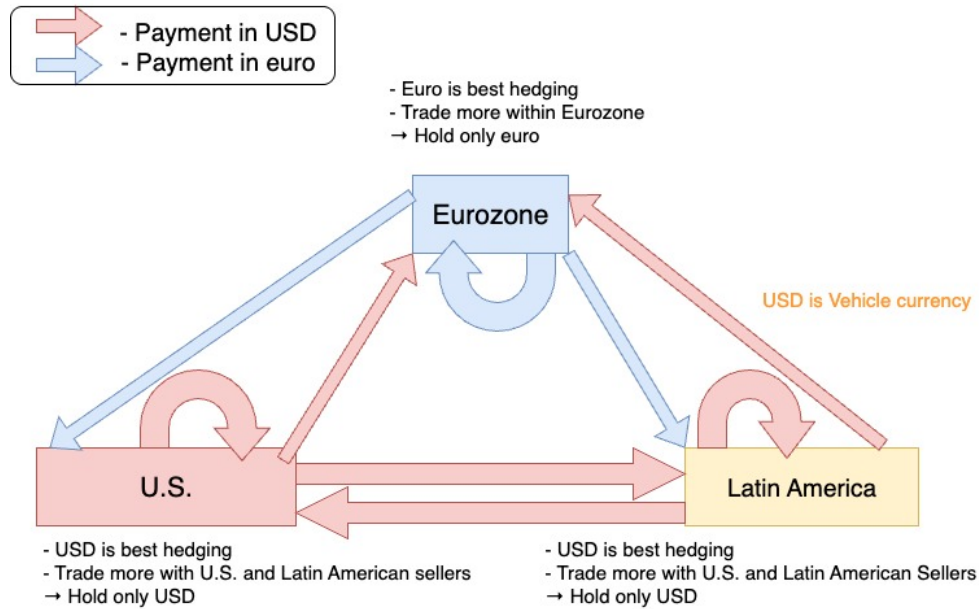 - Payment in USD
- Payment in euro
- Euro is best hedging
- Trade more within Eurozone
→ Hold only euro
Eurozone
USD is Vehicle currency
U.S.
Latin America
- USD is best hedging
- Trade more with U.S. and Latin American sellers
→ Hold only USD
- USD is best hedging
- Trade more with U.S. and Latin American Sellers
→ Hold only USD